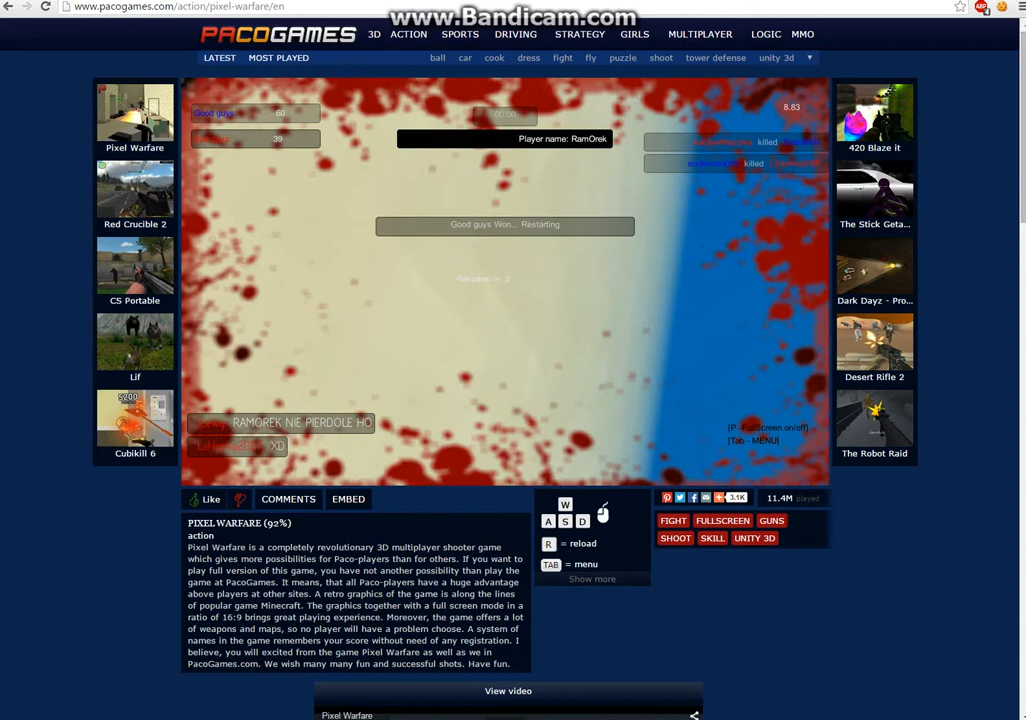 www.pacogames.com/action/pixel-warfare/en
www.Bandicam.com
PACOGAMES 3D ACTION SPORTS DRIVING STRATEGY GIRLS MULTIPLAYER LOGIC MMO
LATEST MOST PLAYED ball car cook dress fight fly puzzle shoot tower defense unity 3d
Good guys: 60
39
00:00
Player name: RamOrek
8.83
killed
killed
Good guys Won... Restarting
Respawn in: 3
RAMOREK NIE PIERDOLE HO
XD
[P -FullScreen on/off]
[Tab - MENU]
Pixel Warfare
Red Crucible 2
CS Portable
Lif
$200
Cubikill 6
420 Blaze it
The Stick Geta...
Dark Dayz - Pro...
Desert Rifle 2
The Robot Raid
Like COMMENTS EMBED
PIXEL WARFARE (92%)
action
Pixel Warfare is a completely revolutionary 3D multiplayer shooter game
which gives more possibilities for Paco-players than for others. If you want to
play full version of this game, you have not another possibility than play the
game at PacoGames. It means, that all Paco-players have a huge advantage
above players at other sites. A retro graphics of the game is along the lines
of popular game Minecraft. The graphics together with a full screen mode in a
ratio of 16:9 brings great playing experience. Moreover, the game offers a lot
of weapons and maps, so no player will have a problem choose. A system of
names in the game remembers your score without need of any registration. I
believe, you will excited from the game Pixel Warfare as well as we in
PacoGames.com. We wish many many fun and successful shots. Have fun.
W
A S D
R = reload
TAB = menu
Show more
3.1K
11.4M played
FIGHT FULLSCREEN GUNS
SHOOT SKILL UNITY 3D
View video
Pixel Warfare